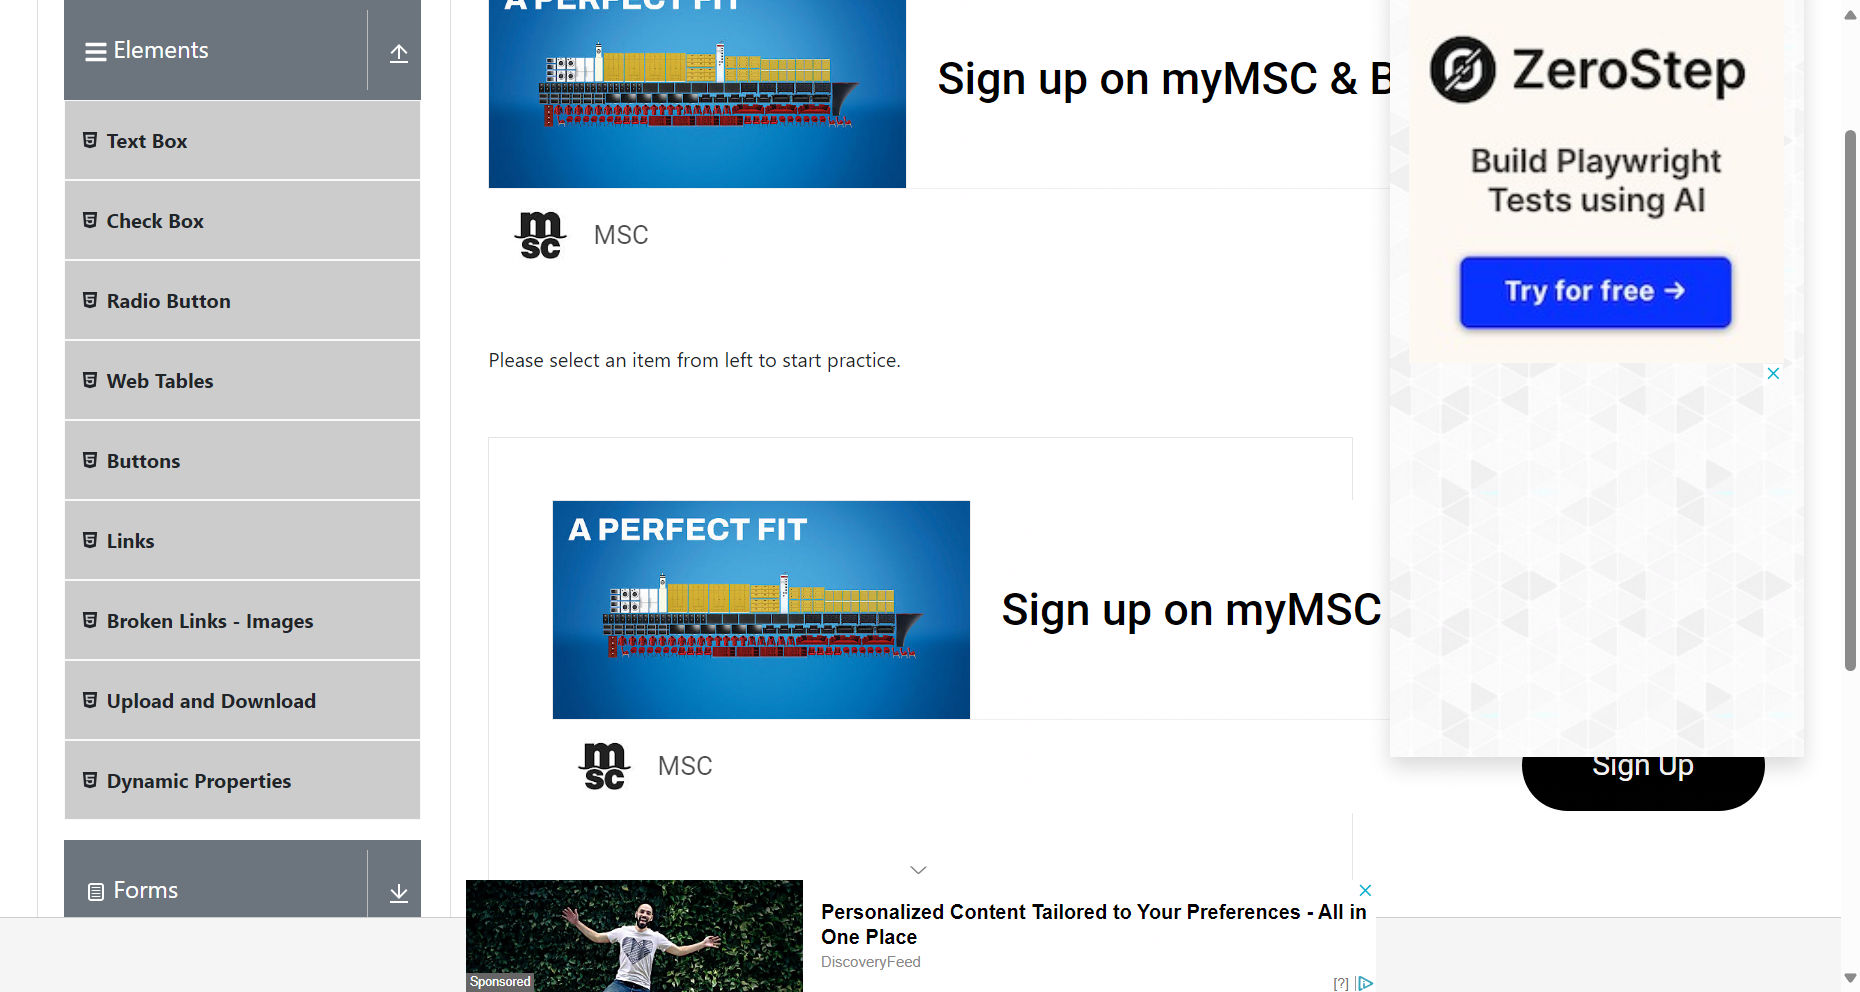 Elements
Text Box
Check Box
Radio Button
Web Tables
Buttons
Links
Broken Links - Images
Upload and Download
Dynamic Properties
Forms
Sign up on myMSC & B
msc
MSC
Please select an item from left to start practice.
A PERFECT FIT
Sign up on myMSC
msc
MSC
Sign Up
ZeroStep
Build Playwright
Tests using AI
Try for free →
Personalized Content Tailored to Your Preferences - All in
One Place
DiscoveryFeed
Sponsored
[?]